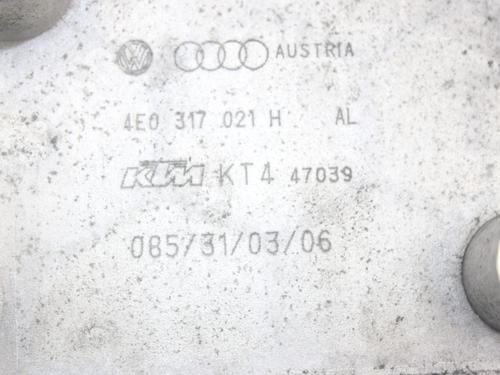 AUSTRIA
4E0 317 021 H AL
KTM KT4 47039
085/31/03/06